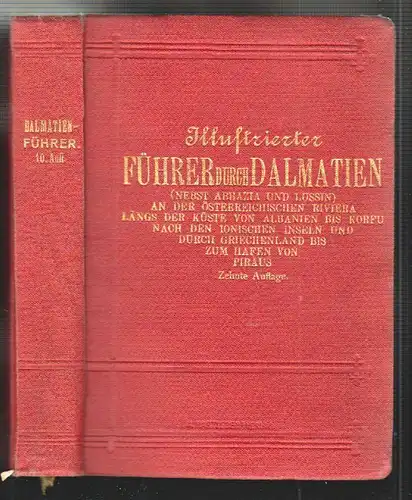 DALMATIEN-
FÜHRER.
10. Aufl.
Illustrierter
FÜHRER DURCH DALMATIEN
(NEBST ABBAZIA UND LUSSIN)
AN DER ÖSTERREICHISCHEN RIVIERA
LÄNGS DER KÜSTE VON ALBANIEN BIS KORFU
NACH DEN IONISCHEN INSELN UND
DURCH GRIECHENLAND BIS
ZUM HAFEN VON
PIRÄUS
Zehnte Auflage.